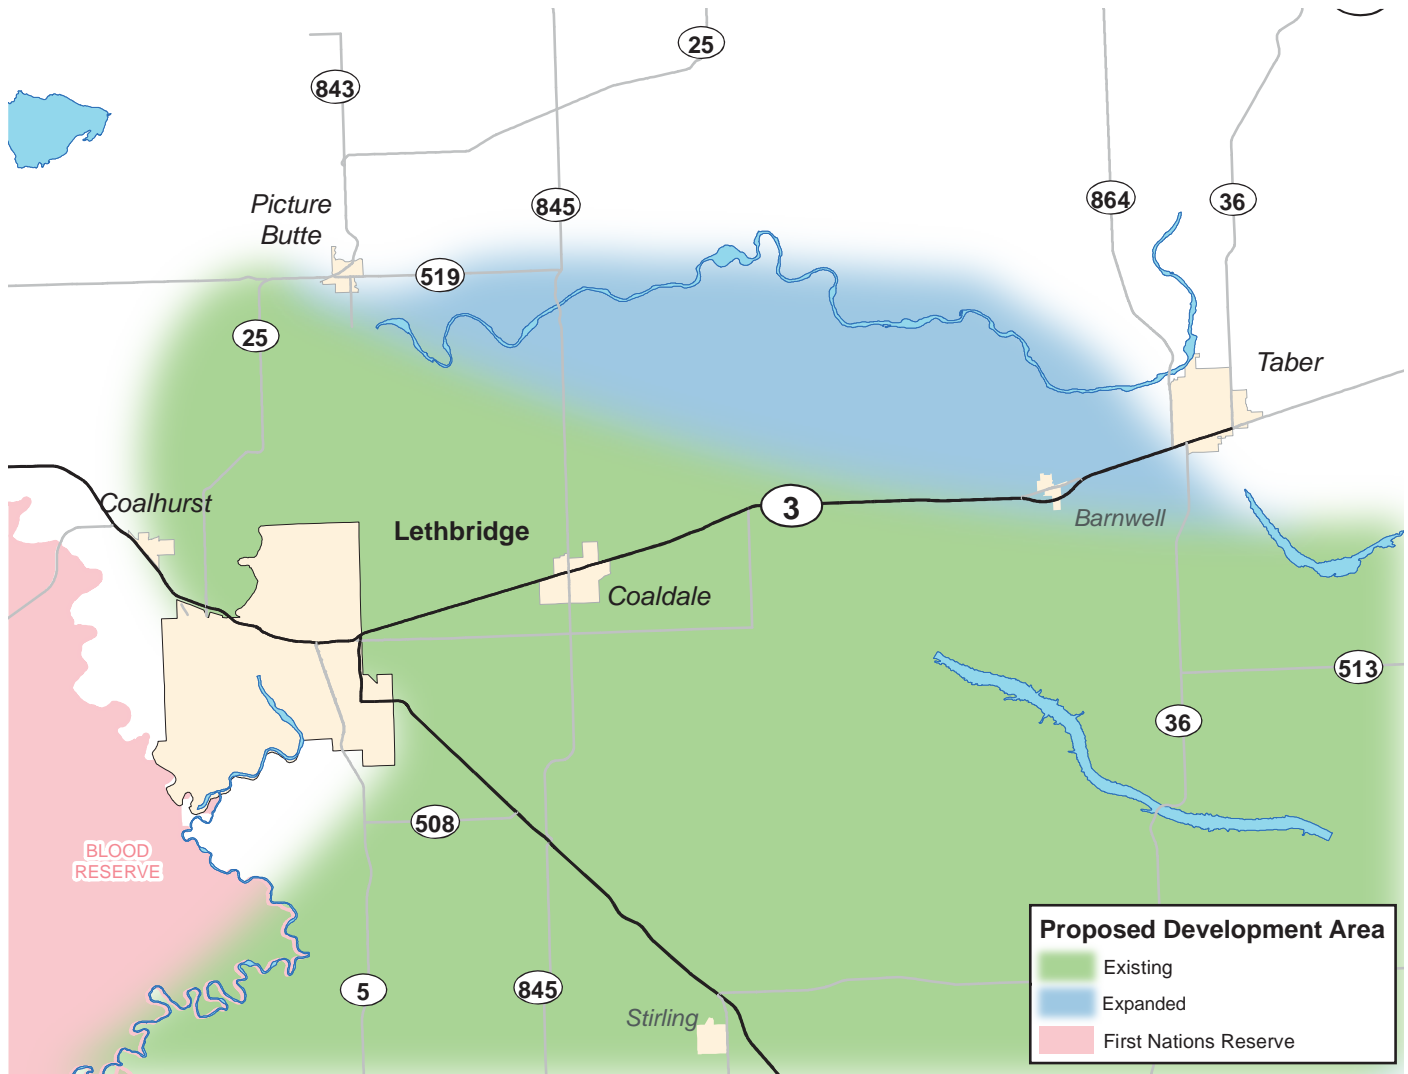 25
843
Picture
Butte
845
864
36
519
25
Taber
Coalhurst
Lethbridge
3
Barnwell
Coaldale
513
36
508
BLOOD
RESERVE
5
845
Stirling
Proposed Development Area
Existing
Expanded
First Nations Reserve